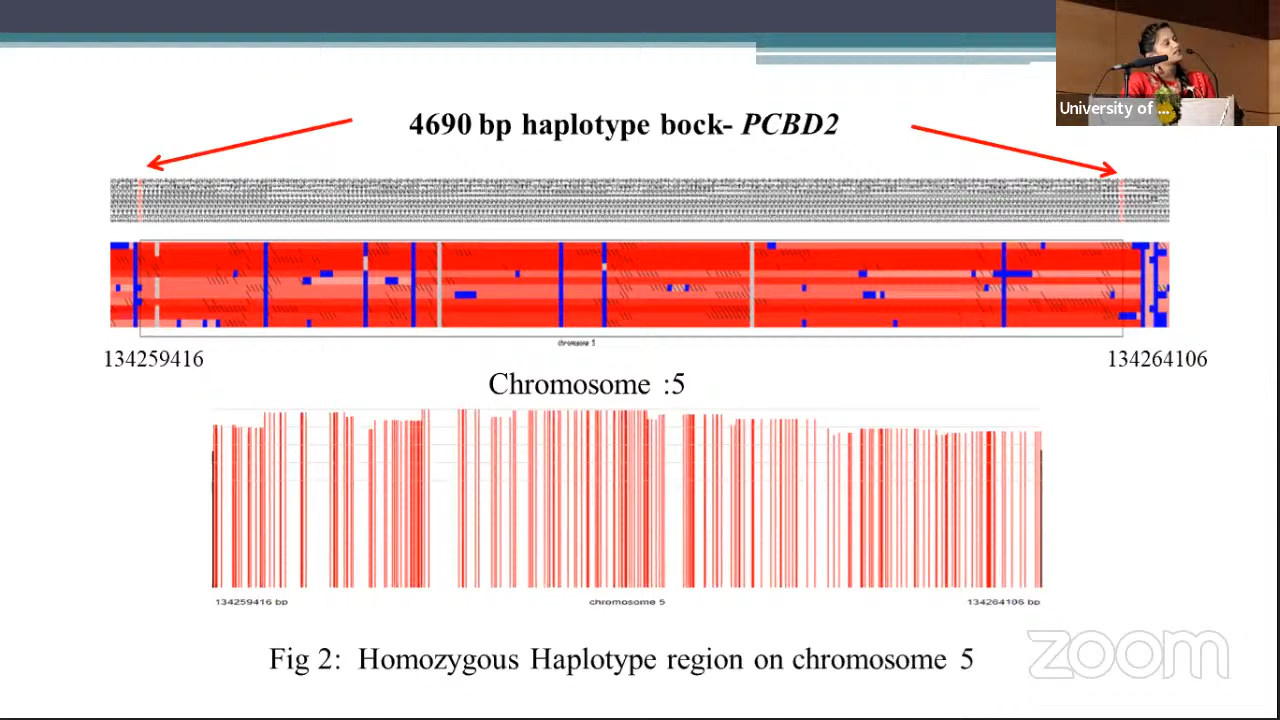 University of ...
4690 bp haplotype bock- PCBD2
chromosome 5
134259416
134264106
Chromosome :5
134259416 bp
chromosome 5
134264106 bp
Fig 2: Homozygous Haplotype region on chromosome 5
zoom